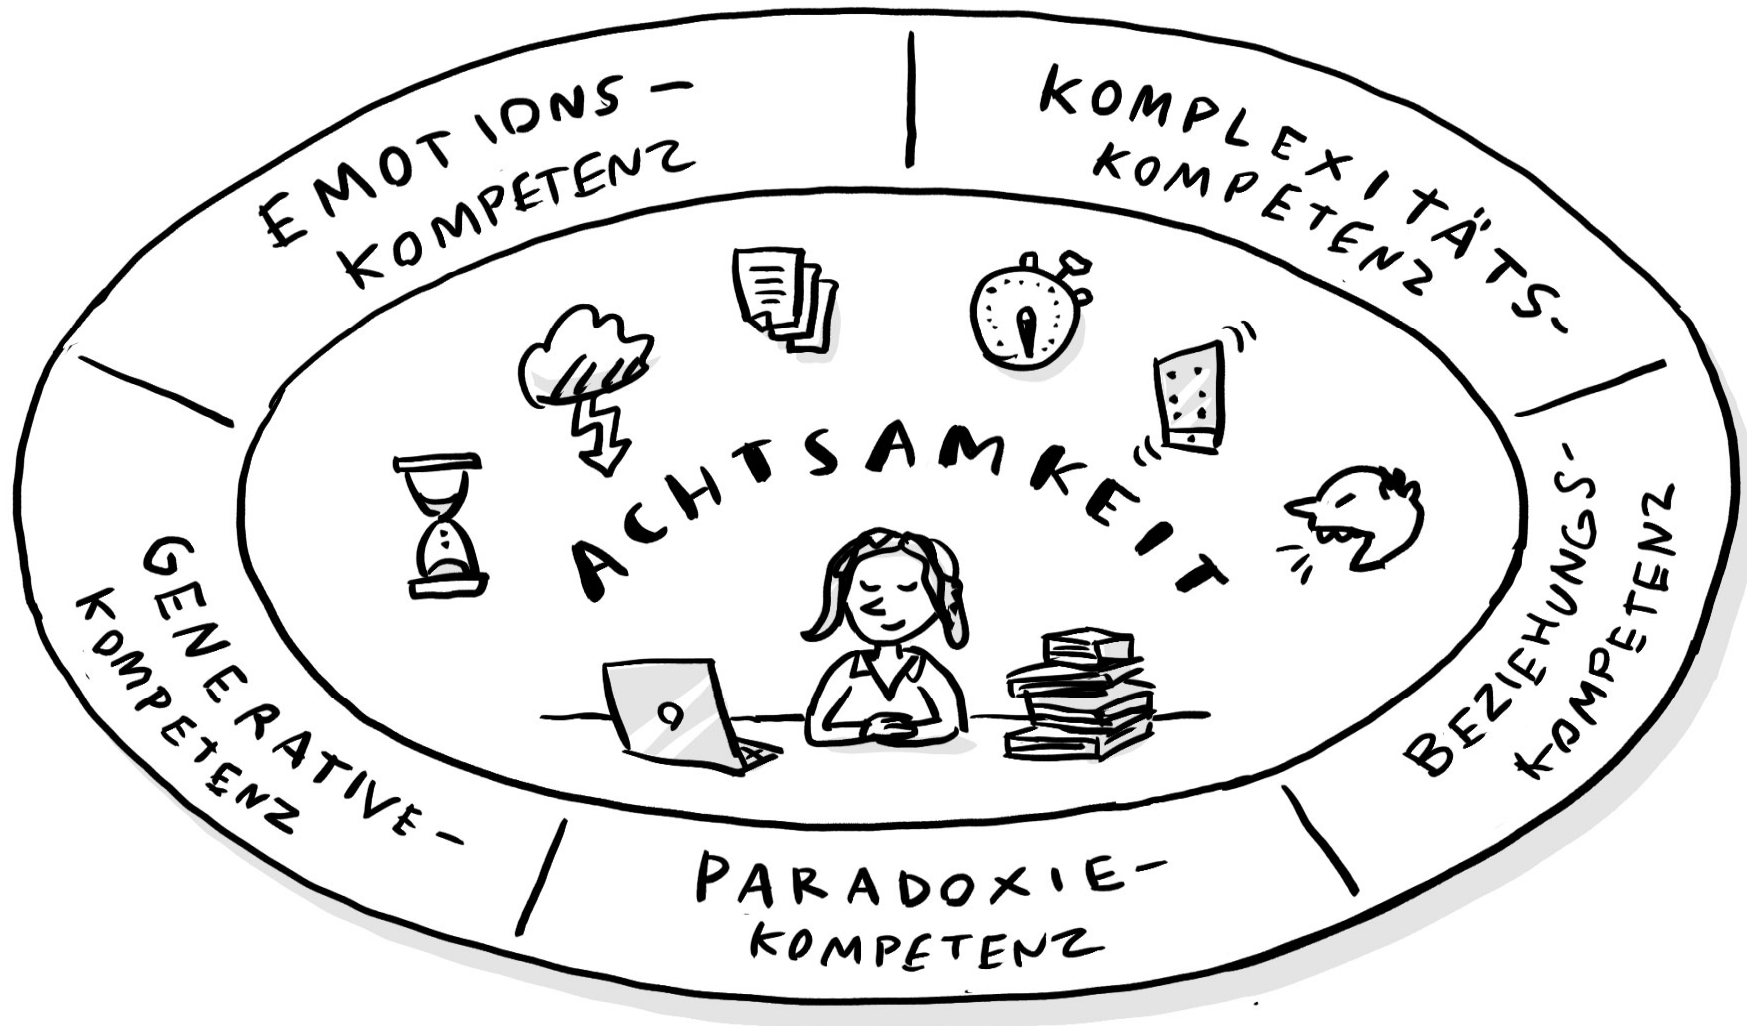 EMOTIONS-
KOMPETENZ
KOMPLEXITÄTS-
KOMPETENZ
BEZIEHUNGS-
KOMPETENZ
PARADOXIE-
KOMPETENZ
GENERATIVE-
KOMPETENZ
ACHTSAMKEIT